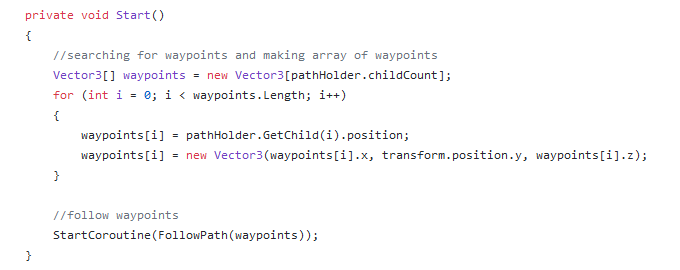 private void Start()
{
//searching for waypoints and making array of waypoints
Vector3[] waypoints = new Vector3[pathHolder.childCount];
for (int i = 0; i < waypoints.Length; i++)
{
waypoints[i] = pathHolder.GetChild(i).position;
waypoints[i] = new Vector3(waypoints[i].x, transform.position.y, waypoints[i].z);
}
//follow waypoints
StartCoroutine(FollowPath(waypoints));
}